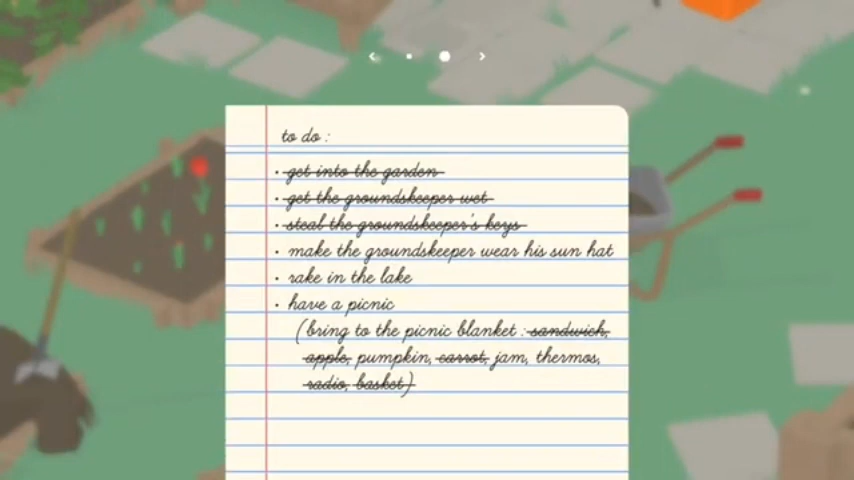 to do :
• get into the garden
• get the groundskeeper wet
• steal the groundskeeper's keys
• make the groundskeeper wear his sun hat
• rake in the lake
• have a picnic
(bring to the picnic blanket : sandwich,
apple, pumpkin, carrot, jam, thermos,
radio, basket)